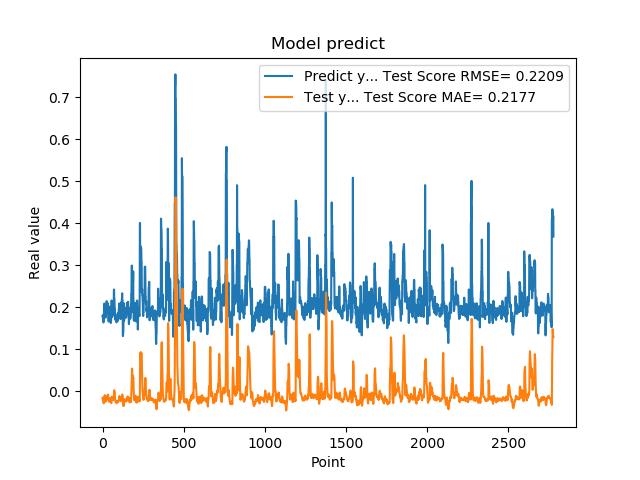 Model predict
Predict y... Test Score RMSE= 0.2209
Test y... Test Score MAE= 0.2177
0.7
0.6
0.5
0.4
0.3
0.2
0.1
0.0
Real value
0 500 1000 1500 2000 2500
Point